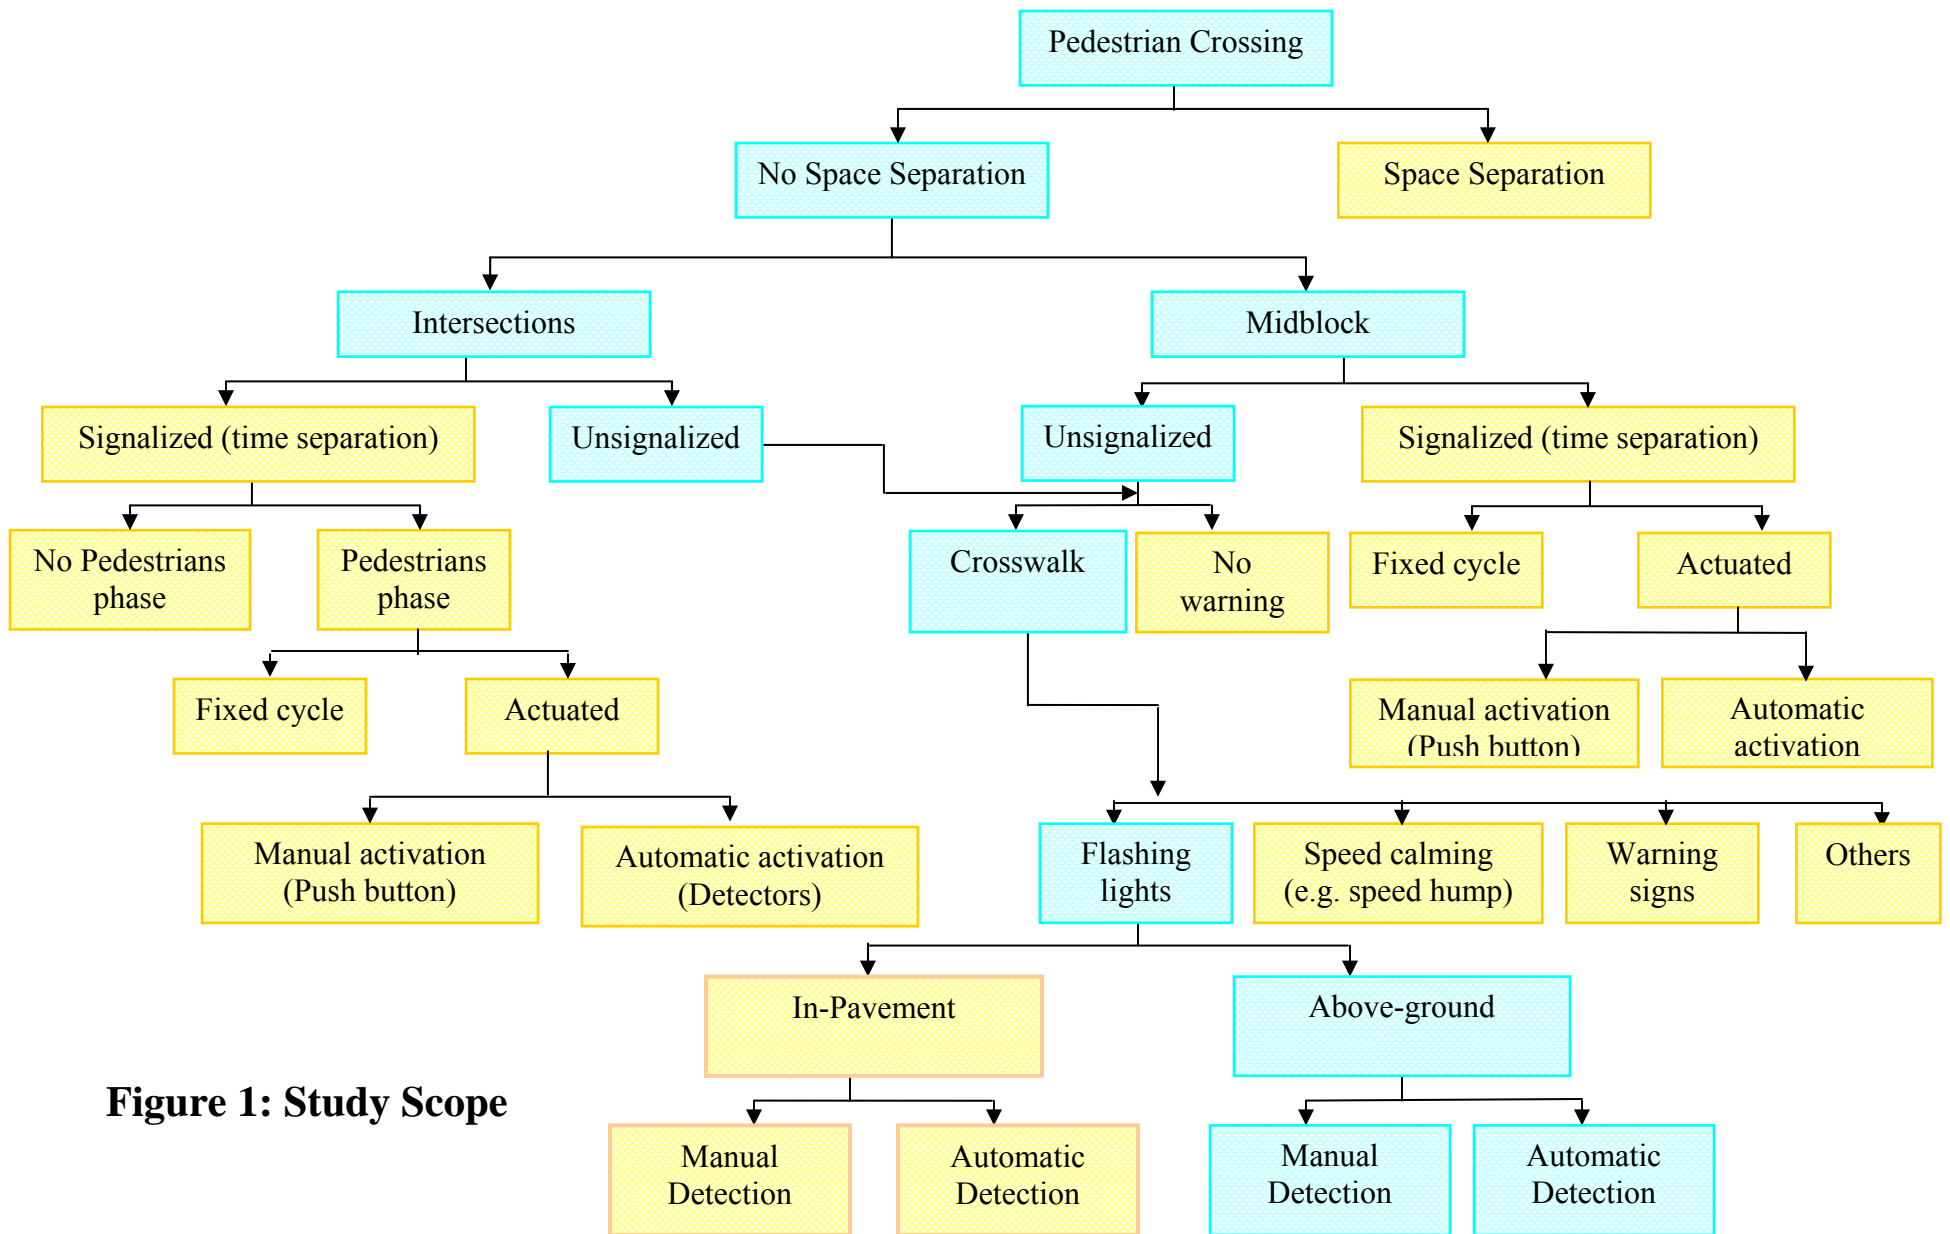 Pedestrian Crossing
No Space Separation
Space Separation
Intersections
Midblock
Signalized (time separation)
Unsignalized
Unsignalized
Signalized (time separation)
No Pedestrians
phase
Pedestrians
phase
Crosswalk
No
warning
Fixed cycle
Actuated
Fixed cycle
Actuated
Manual activation
(Push button)
Automatic
activation
Manual activation
(Push button)
Automatic activation
(Detectors)
Flashing
lights
Speed calming
(e.g. speed hump)
Warning
signs
Others
In-Pavement
Above-ground
Figure 1: Study Scope
Manual
Detection
Automatic
Detection
Manual
Detection
Automatic
Detection